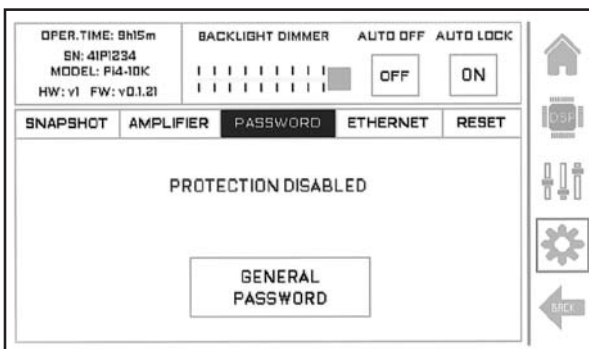 OPER.TIME: 9h15m
SN: 41P1234
MODEL: Pi4-10K
HW: v1 FW: v0.1.21
BACKLIGHT DIMMER
AUTO OFF
AUTO LOCK
OFF
ON
SNAPSHOT
AMPLIFIER
PASSWORD
ETHERNET
RESET
PROTECTION DISABLED
GENERAL
PASSWORD
DSP
BACK